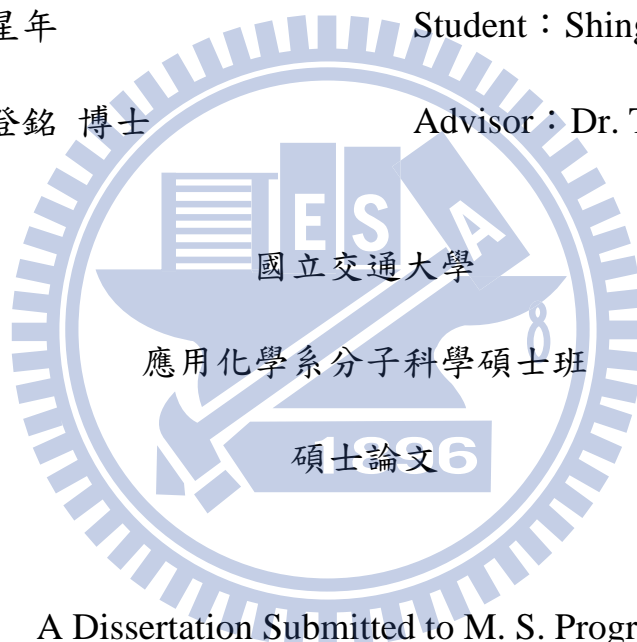 星年 Student：Shing
登銘 博士 Advisor：Dr. T
E S A
國立交通大學
應用化學系分子科學碩士班
1896
碩士論文
A Dissertation Submitted to M. S. Progr